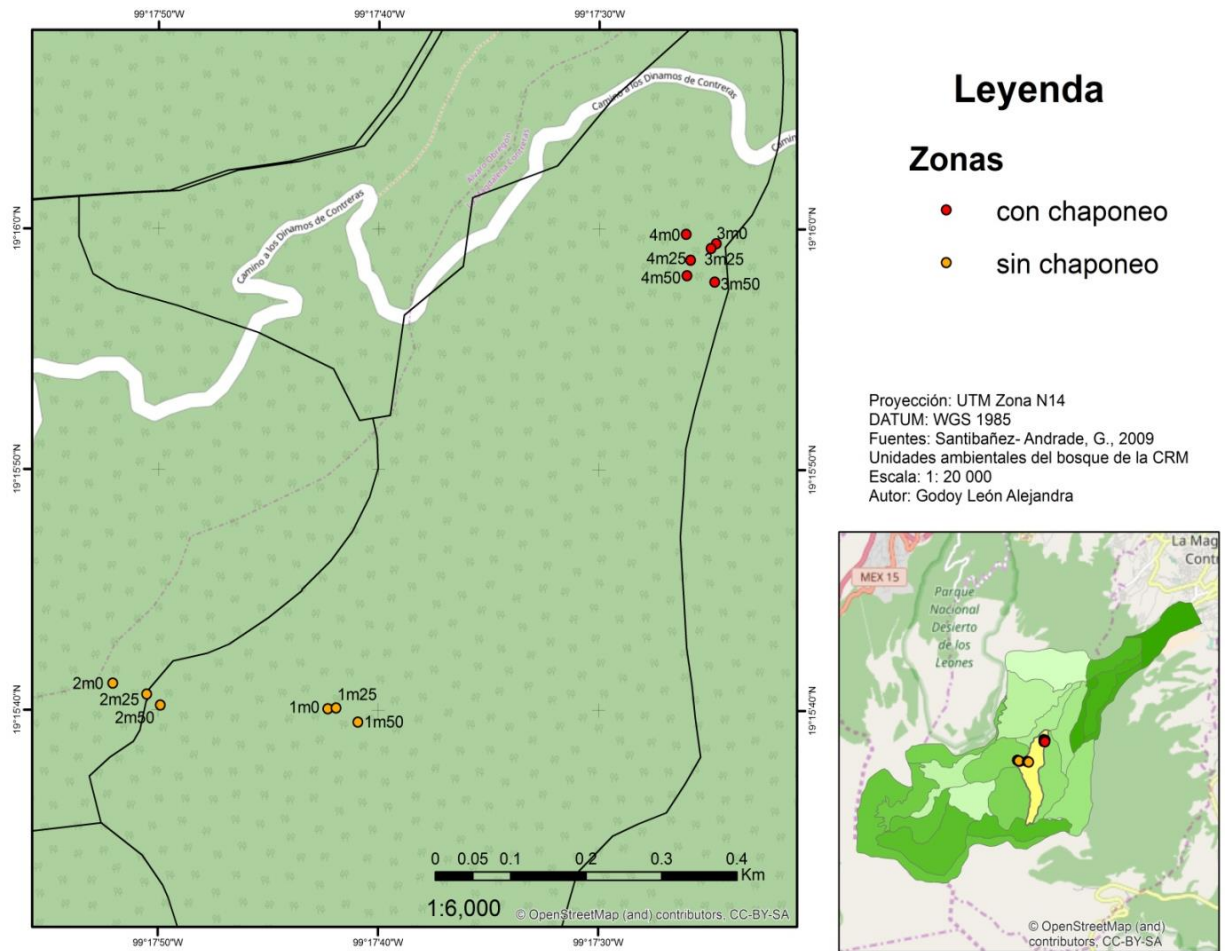 99°17'50"W
99°17'40"W
99°17'30"W
19°16'0"N
19°16'0"N
19°15'50"N
19°15'50"N
19°15'40"N
19°15'40"N
Camino a los Dinamos de Contreras
Camino a los Dinamos de Contreras
Camino
Álvaro Obregón
La Magdalena Contreras
4m0
3m0
4m25
3m25
4m50
3m50
2m0
2m25
2m50
1m0
1m25
1m50
0 0.05 0.1 0.2 0.3 0.4
Km
1:6,000
© OpenStreetMap (and) contributors, CC-BY-SA
99°17'50"W
99°17'40"W
99°17'30"W
Leyenda
Zonas
con chaponeo
sin chaponeo
Proyección: UTM Zona N14
DATUM: WGS 1985
Fuentes: Santibañez- Andrade, G., 2009
Unidades ambientales del bosque de la CRM
Escala: 1: 20 000
Autor: Godoy León Alejandra
La Mag
Contr
MEX 15
Parque
Nacional
Desierto
de los
Leones
© OpenStreetMap (and)
contributors, CC-BY-SA